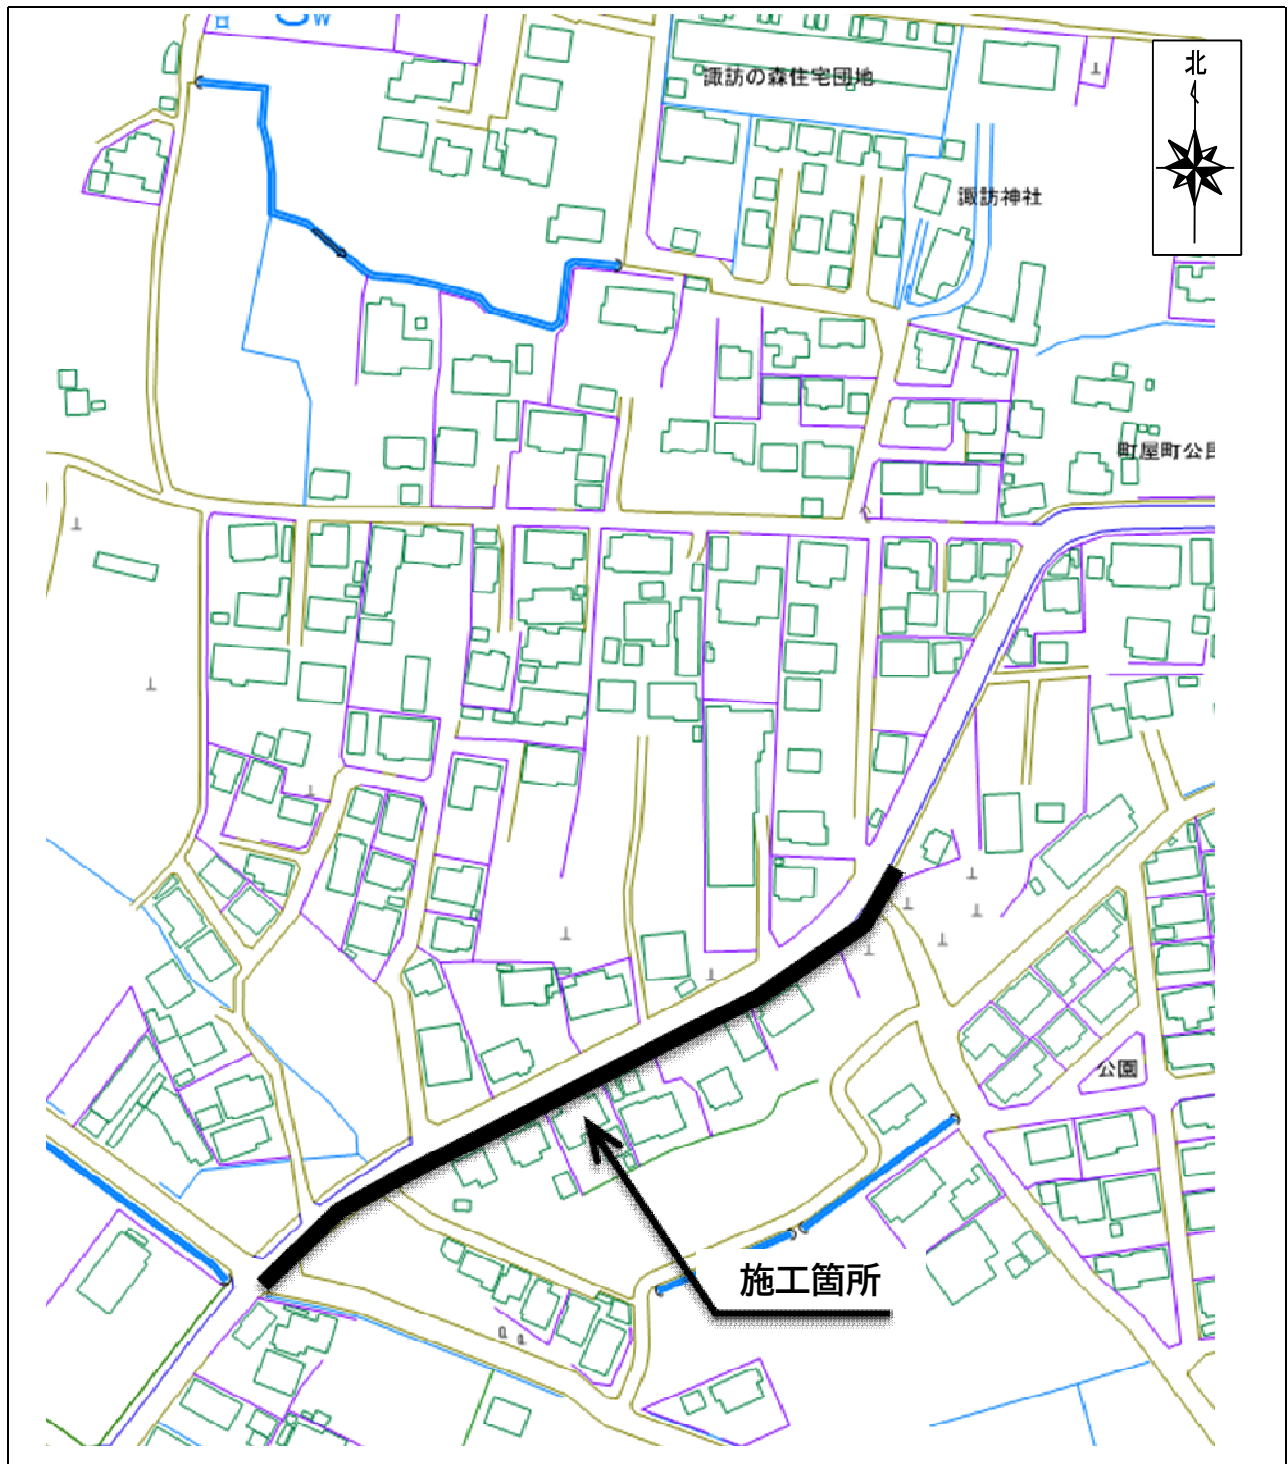 諏訪の森住宅団地
北
諏訪神社
町屋町公
公園
施工箇所